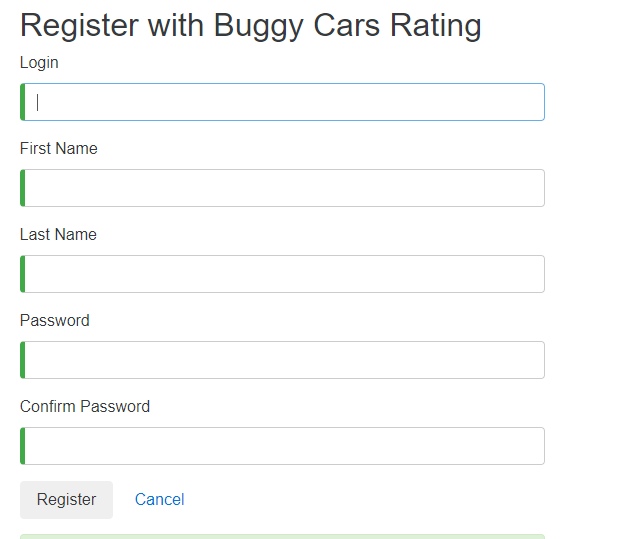 Register with Buggy Cars Rating
Login
First Name
Last Name
Password
Confirm Password
Register Cancel